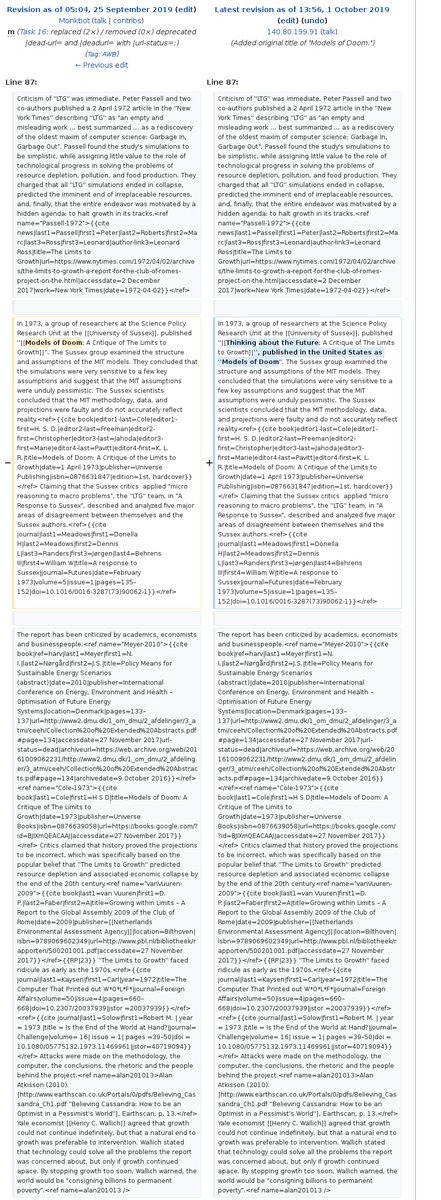 Revision as of 05:04, 25 September 2019 (edit)
Monkbot (talk | contribs)
m (Task 16: replaced (2×) / removed (0×) deprecated
|dead-url= and |deadurl= with |url-status=;)
(Tag: AWB)
← Previous edit
Latest revision as of 13:56, 1 October 2019
(edit) (undo)
140.80.199.91 (talk)
(Added original title of "Models of Doom.")
Line 87:
Line 87:
Criticism of "LTG" was immediate. Peter Passell and two
co-authors published a 2 April 1972 article in the "New
York Times" describing "LTG" as "an empty and
misleading work ... best summarized ... as a rediscovery
of the oldest maxim of computer science: Garbage In,
Garbage Out". Passell found the study's simulations to
be simplistic, while assigning little value to the role of
technological progress in solving the problems of
resource depletion, pollution, and food production. They
charged that all "LTG" simulations ended in collapse,
predicted the imminent end of irreplaceable resources,
and, finally, that the entire endeavor was motivated by a
hidden agenda: to halt growth in its tracks.<ref
name="Passell-1972">{{cite
news|last1=Passell|first1=Peter|last2=Roberts|first2=Ma
rc|last3=Ross|first3=Leonard|author-link3=Leonard
Ross|title=The Limits to
Growth|url=https://www.nytimes.com/1972/04/02/archive
s/the-limits-to-growth-a-report-for-the-club-of-romes-
project-on-the.html|accessdate=2 December
2017|work=New York Times|date=1972-04-02}}</ref>
Criticism of "LTG" was immediate. Peter Passell and two
co-authors published a 2 April 1972 article in the "New
York Times" describing "LTG" as "an empty and
misleading work ... best summarized ... as a rediscovery
of the oldest maxim of computer science: Garbage In,
Garbage Out". Passell found the study's simulations to
be simplistic, while assigning little value to the role of
technological progress in solving the problems of
resource depletion, pollution, and food production. They
charged that all "LTG" simulations ended in collapse,
predicted the imminent end of irreplaceable resources,
and, finally, that the entire endeavor was motivated by a
hidden agenda: to halt growth in its tracks.<ref
name="Passell-1972">{{cite
news|last1=Passell|first1=Peter|last2=Roberts|first2=Ma
rc|last3=Ross|first3=Leonard|author-link3=Leonard
Ross|title=The Limits to
Growth|url=https://www.nytimes.com/1972/04/02/archive
s/the-limits-to-growth-a-report-for-the-club-of-romes-
project-on-the.html|accessdate=2 December
2017|work=New York Times|date=1972-04-02}}</ref>
−
In 1973, a group of researchers at the Science Policy
Research Unit at the [[University of Sussex]], published
"[[Models of Doom: A Critique of The Limits to
Growth]]". The Sussex group examined the structure
and assumptions of the MIT models. They concluded that
the simulations were very sensitive to a few key
assumptions and suggest that the MIT assumptions
were unduly pessimistic. The Sussex scientists
concluded that the MIT methodology, data, and
projections were faulty and do not accurately reflect
reality.<ref>{{cite book|editor1-last=Cole|editor1-
first=H. S. D.|editor2-last=Freeman|editor2-
first=Christopher|editor3-last=Jahoda|editor3-
first=Marie|editor4-last=Pavitt|editor4-first=K. L.
R.|title=Models of Doom: A Critique of the Limits to
Growth|date=1 April 1973|publisher=Universe
Publishing|isbn=0876631847|edition=1st, hardcover}}
</ref> Claiming that the Sussex critics applied "micro
reasoning to macro problems", the "LTG" team, in "A
Response to Sussex", described and analyzed five major
areas of disagreement between themselves and the
Sussex authors.<ref>{{cite
journal|last1=Meadows|first1=Donella
H|last2=Meadows|first2=Dennis
L|last3=Randers|first3=Jørgen|last4=Behrens
III|first4=William W|title=A response to
Sussex|journal=Futures|date=February
1973|volume=5|issue=1|pages=135–
152|doi=10.1016/0016-3287(73)90062-1}}</ref>
+
In 1973, a group of researchers at the Science Policy
Research Unit at the [[University of Sussex]], published
"[[Thinking about the Future: A Critique of The Limits
to Growth]]", published in the United States as
"Models of Doom". The Sussex group examined the
structure and assumptions of the MIT models. They
concluded that the simulations were very sensitive to a
few key assumptions and suggest that the MIT
assumptions were unduly pessimistic. The Sussex
scientists concluded that the MIT methodology, data,
and projections were faulty and do not accurately reflect
reality.<ref>{{cite book|editor1-last=Cole|editor1-
first=H. S. D.|editor2-last=Freeman|editor2-
first=Christopher|editor3-last=Jahoda|editor3-
first=Marie|editor4-last=Pavitt|editor4-first=K. L.
R.|title=Models of Doom: A Critique of the Limits to
Growth|date=1 April 1973|publisher=Universe
Publishing|isbn=0876631847|edition=1st, hardcover}}
</ref> Claiming that the Sussex critics applied "micro
reasoning to macro problems", the "LTG" team, in "A
Response to Sussex", described and analyzed five major
areas of disagreement between themselves and the
Sussex authors.<ref>{{cite
journal|last1=Meadows|first1=Donella
H|last2=Meadows|first2=Dennis
L|last3=Randers|first3=Jørgen|last4=Behrens
III|first4=William W|title=A response to
Sussex|journal=Futures|date=February
1973|volume=5|issue=1|pages=135–
152|doi=10.1016/0016-3287(73)90062-1}}</ref>
The report has been criticized by academics, economists
and businesspeople.<ref name="Meyer-2010">{{cite
book|ref=harv|last1=Meyer|first1=N.
I.|last2=Nørgård|first2=J.S.|title=Policy Means for
Sustainable Energy Scenarios
(abstract)|date=2010|publisher=International
Conference on Energy, Environment and Health –
Optimisation of Future Energy
Systems|location=Denmark|pages=133–
137|url=http://www2.dmu.dk/1_om_dmu/2_afdelinger/3_a
tmi/ceeh/Collection%20of%20Extended%20Abstracts.pdf
#page=134|accessdate=27 November 2017|url-
status=dead|archiveurl=https://web.archive.org/web/201
61009062231/http://www2.dmu.dk/1_om_dmu/2_afdelinger
/3_atmi/ceeh/Collection%20of%20Extended%20Abstrac
ts.pdf#page=134|archivedate=9 October 2016}}</ref>
<ref name="Cole-1973">{{cite
book|last1=Cole|first1=H S D|title=Models of Doom: A
Critique of The Limits to
Growth|date=1973|publisher=Universe
Books|isbn=0876639058|url=https://books.google.com/?
id=BJIXmQEACAAJ|accessdate=27 November 2017}}
</ref> Critics claimed that history proved the projections
to be incorrect, which was specifically based on the
popular belief that "The Limits to Growth" predicted
resource depletion and associated economic collapse by
the end of the 20th century.<ref name="vanVuuren-
2009">{{cite book|last1=van Vuuren|first1=D.
P.|last2=Faber|first2=A|title=Growing within Limits – A
Report to the Global Assembly 2009 of the Club of
Rome|date=2009|publisher=[[Netherlands
Environmental Assessment Agency]]|location=Bilthoven|
isbn=9789069602349|url=http://www.pbl.nl/bibliotheek/r
apporten/500201001.pdf|accessdate=27 November
2017}}</ref>{{RP|23}} "The Limits to Growth" faced
ridicule as early as the 1970s.<ref>{{cite
journal|last1=Kaysen|first1=Carl|year=1972|title=The
Computer That Printed out W*O*L*F*|journal=Foreign
Affairs|volume=50|issue=4|pages=660–
668|doi=10.2307/20037939|jstor =20037939}}</ref>
<ref>{{cite journal|last1=Solow|first1=Robert M. | year
= 1973 |title = Is the End of the World at Hand?|journal=
Challenge|volume= 16| issue = 1| pages =39–50|doi =
10.1080/05775132.1973.11469961|jstor=40719094}}
</ref> Attacks were made on the methodology, the
computer, the conclusions, the rhetoric and the people
behind the project.<ref name=alan201013>Alan
Atkisson (2010).
[http://www.earthscan.co.uk/Portals/0/pdfs/Believing_Cas
sandra_Ch1.pdf "Believing Cassandra: How to be an
Optimist in a Pessimist's World"], Earthscan, p. 13.</ref>
Yale economist [[Henry C. Wallich]] agreed that growth
could not continue indefinitely, but that a natural end to
growth was preferable to intervention. Wallich stated
that technology could solve all the problems the report
was concerned about, but only if growth continued
apace. By stopping growth too soon, Wallich warned, the
world would be "consigning billions to permanent
poverty".<ref name=alan201013 />
The report has been criticized by academics, economists
and businesspeople.<ref name="Meyer-2010">{{cite
book|ref=harv|last1=Meyer|first1=N.
I.|last2=Nørgård|first2=J.S.|title=Policy Means for
Sustainable Energy Scenarios
(abstract)|date=2010|publisher=International
Conference on Energy, Environment and Health –
Optimisation of Future Energy
Systems|location=Denmark|pages=133–
137|url=http://www2.dmu.dk/1_om_dmu/2_afdelinger/3_a
tmi/ceeh/Collection%20of%20Extended%20Abstracts.pdf
#page=134|accessdate=27 November 2017|url-
status=dead|archiveurl=https://web.archive.org/web/201
61009062231/http://www2.dmu.dk/1_om_dmu/2_afdelinger
/3_atmi/ceeh/Collection%20of%20Extended%20Abstrac
ts.pdf#page=134|archivedate=9 October 2016}}</ref>
<ref name="Cole-1973">{{cite
book|last1=Cole|first1=H S D|title=Models of Doom: A
Critique of The Limits to
Growth|date=1973|publisher=Universe
Books|isbn=0876639058|url=https://books.google.com/
?id=BJIXmQEACAAJ|accessdate=27 November 2017}}
</ref> Critics claimed that history proved the projections
to be incorrect, which was specifically based on the
popular belief that "The Limits to Growth" predicted
resource depletion and associated economic collapse by
the end of the 20th century.<ref name="vanVuuren-
2009">{{cite book|last1=van Vuuren|first1=D.
P.|last2=Faber|first2=A|title=Growing within Limits – A
Report to the Global Assembly 2009 of the Club of
Rome|date=2009|publisher=[[Netherlands
Environmental Assessment Agency]]|location=Bilthoven|
isbn=9789069602349|url=http://www.pbl.nl/bibliotheek/r
apporten/500201001.pdf|accessdate=27 November
2017}}</ref>{{RP|23}} "The Limits to Growth" faced
ridicule as early as the 1970s.<ref>{{cite
journal|last1=Kaysen|first1=Carl|year=1972|title=The
Computer That Printed out W*O*L*F*|journal=Foreign
Affairs|volume=50|issue=4|pages=660–
668|doi=10.2307/20037939|jstor =20037939}}</ref>
<ref>{{cite journal|last1=Solow|first1=Robert M. | year
= 1973 |title = Is the End of the World at Hand?|journal=
Challenge|volume= 16| issue = 1| pages =39–50|doi =
10.1080/05775132.1973.11469961|jstor=40719094}}
</ref> Attacks were made on the methodology, the
computer, the conclusions, the rhetoric and the people
behind the project.<ref name=alan201013>Alan
Atkisson (2010).
[http://www.earthscan.co.uk/Portals/0/pdfs/Believing_Ca
ssandra_Ch1.pdf "Believing Cassandra: How to be an
Optimist in a Pessimist's World"], Earthscan, p. 13.</ref>
Yale economist [[Henry C. Wallich]] agreed that growth
could not continue indefinitely, but that a natural end to
growth was preferable to intervention. Wallich stated
that technology could solve all the problems the report
was concerned about, but only if growth continued
apace. By stopping growth too soon, Wallich warned, the
world would be "consigning billions to permanent
poverty".<ref name=alan201013 />